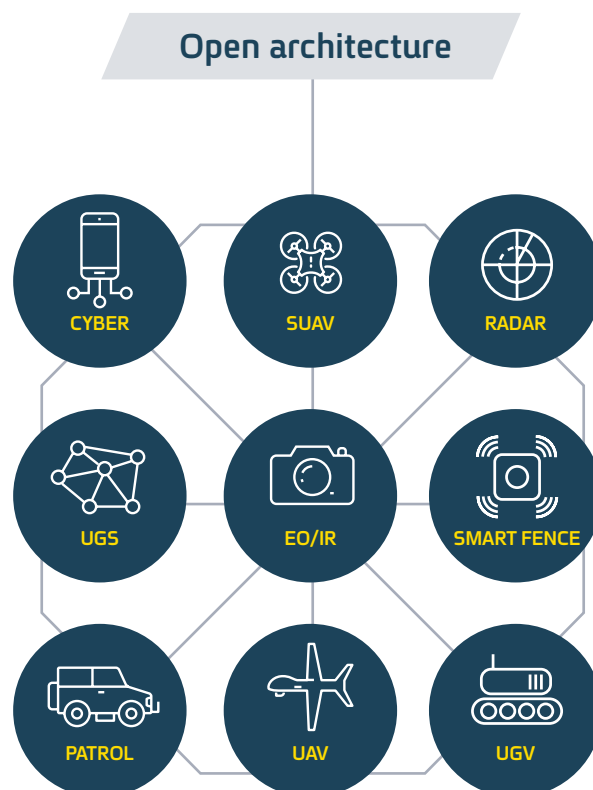 Open architecture
CYBER
SUAV
RADAR
UGS
EO/IR
SMART FENCE
PATROL
UAV
UGV